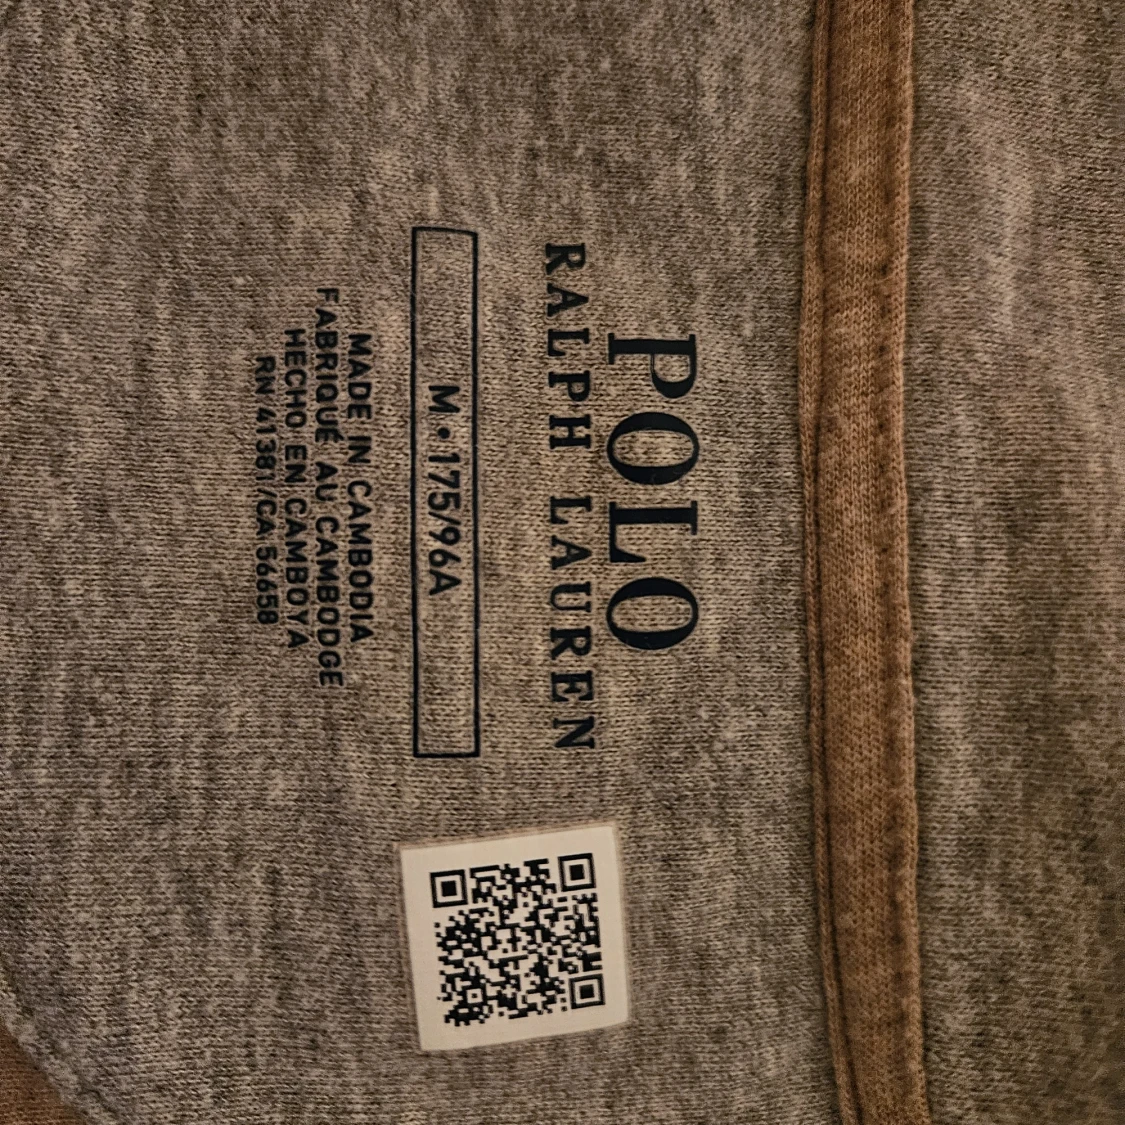 POLO
RALPH LAUREN
M • 175/96A
MADE IN CAMBODIA
FABRIQUÉ AU CAMBODGE
HECHO EN CAMBOYA
RN 41381/CA 56658